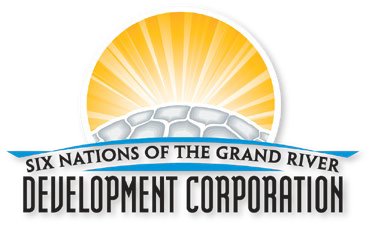 SIX NATIONS OF THE GRAND RIVER
DEVELOPMENT CORPORATION